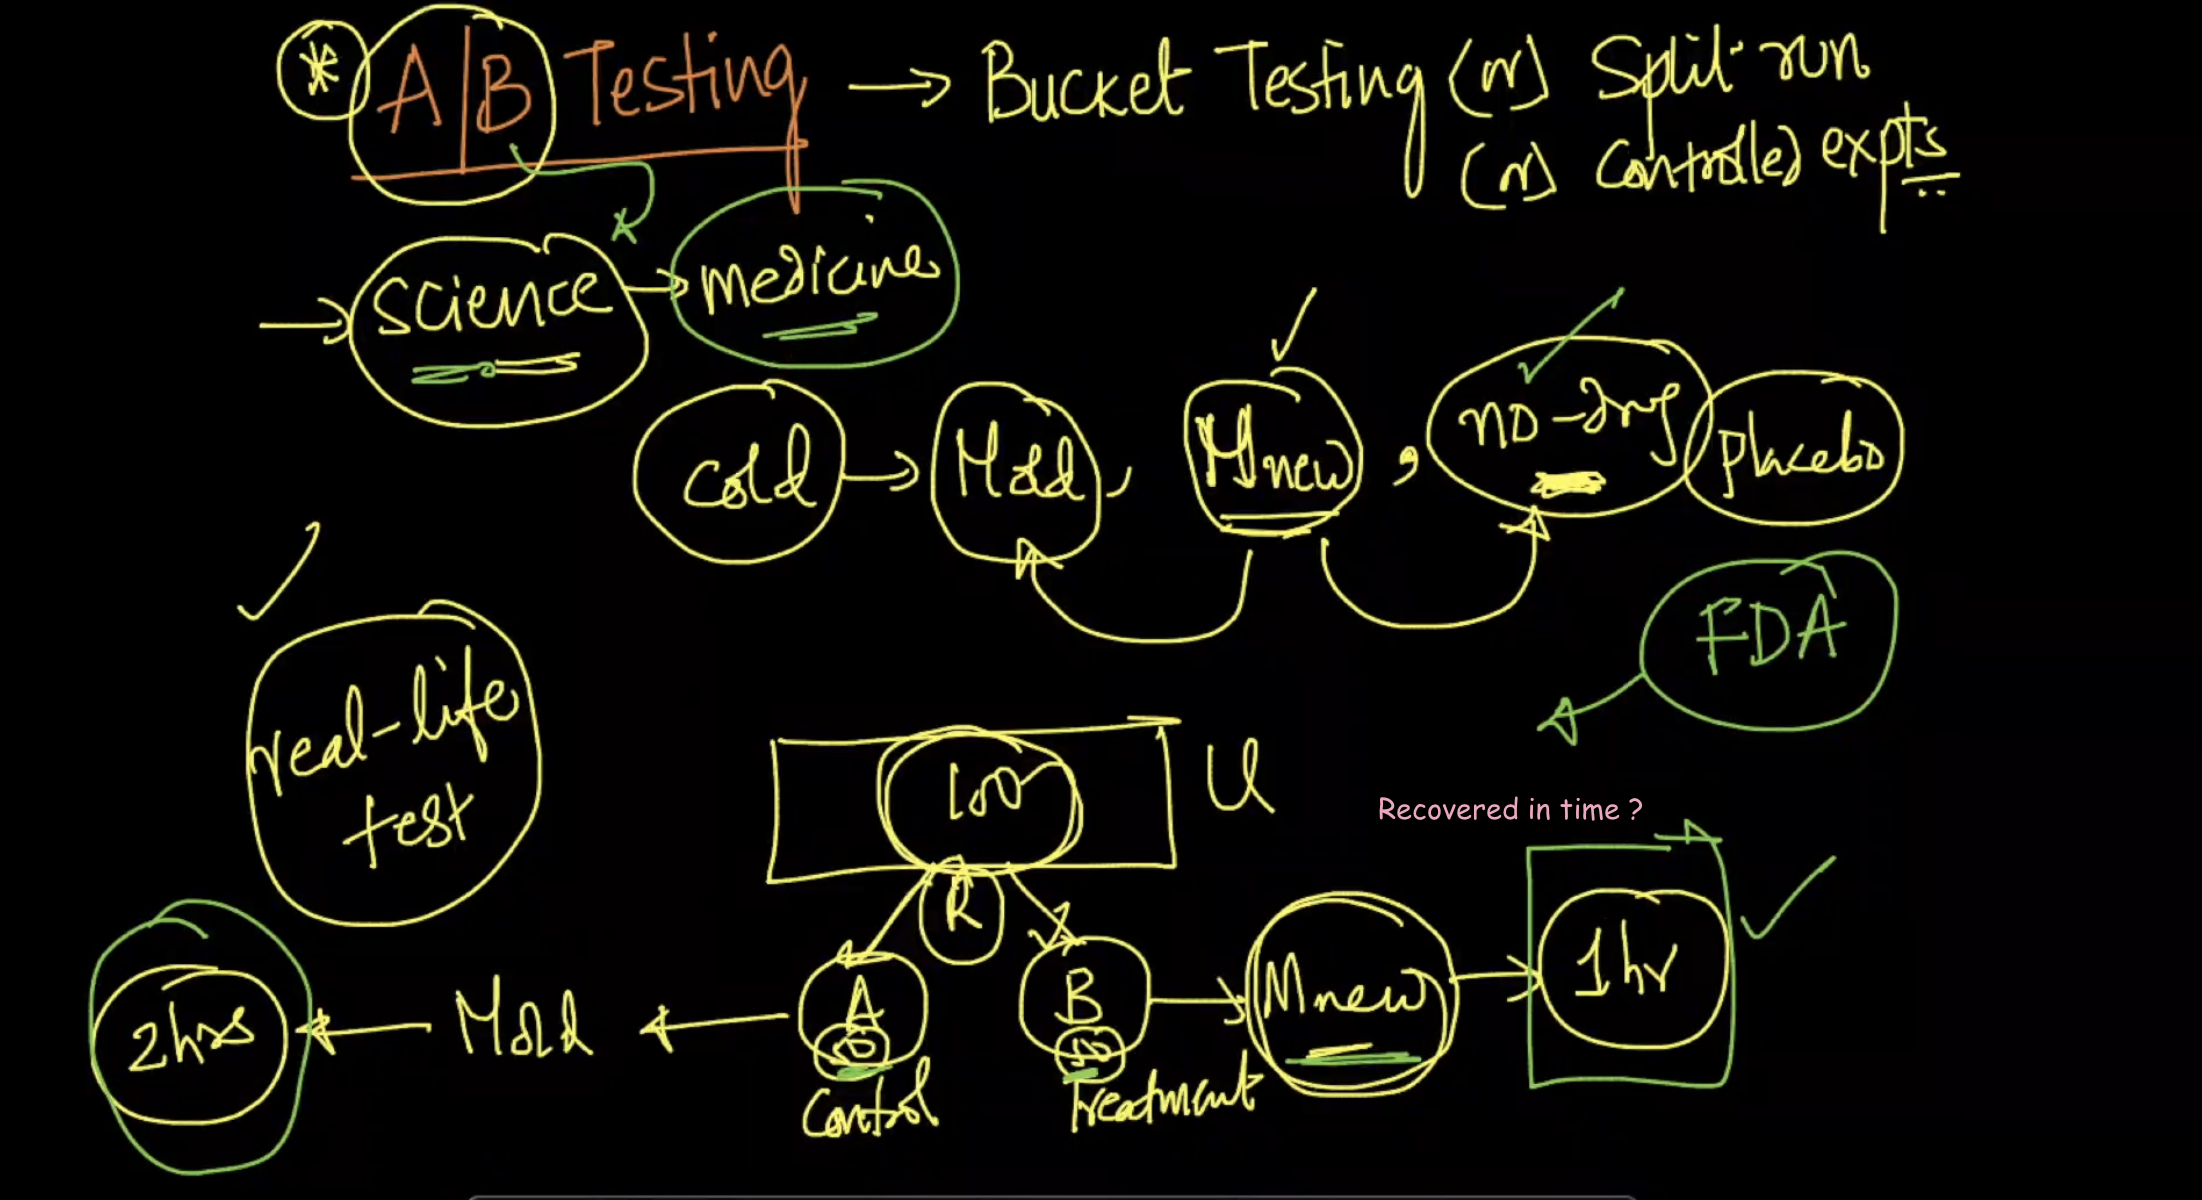 * A|B Testing → Bucket Testing (or) Split-run
(or) Controlled expts
→ science → medicine
cold → Mold, Mnew, no-drug placebo
FDA
real-life
test
100 U
Recovered in time ?
R
2hrs ← Mold ← A B → Mnew → 1hr
50 50
Control Treatment